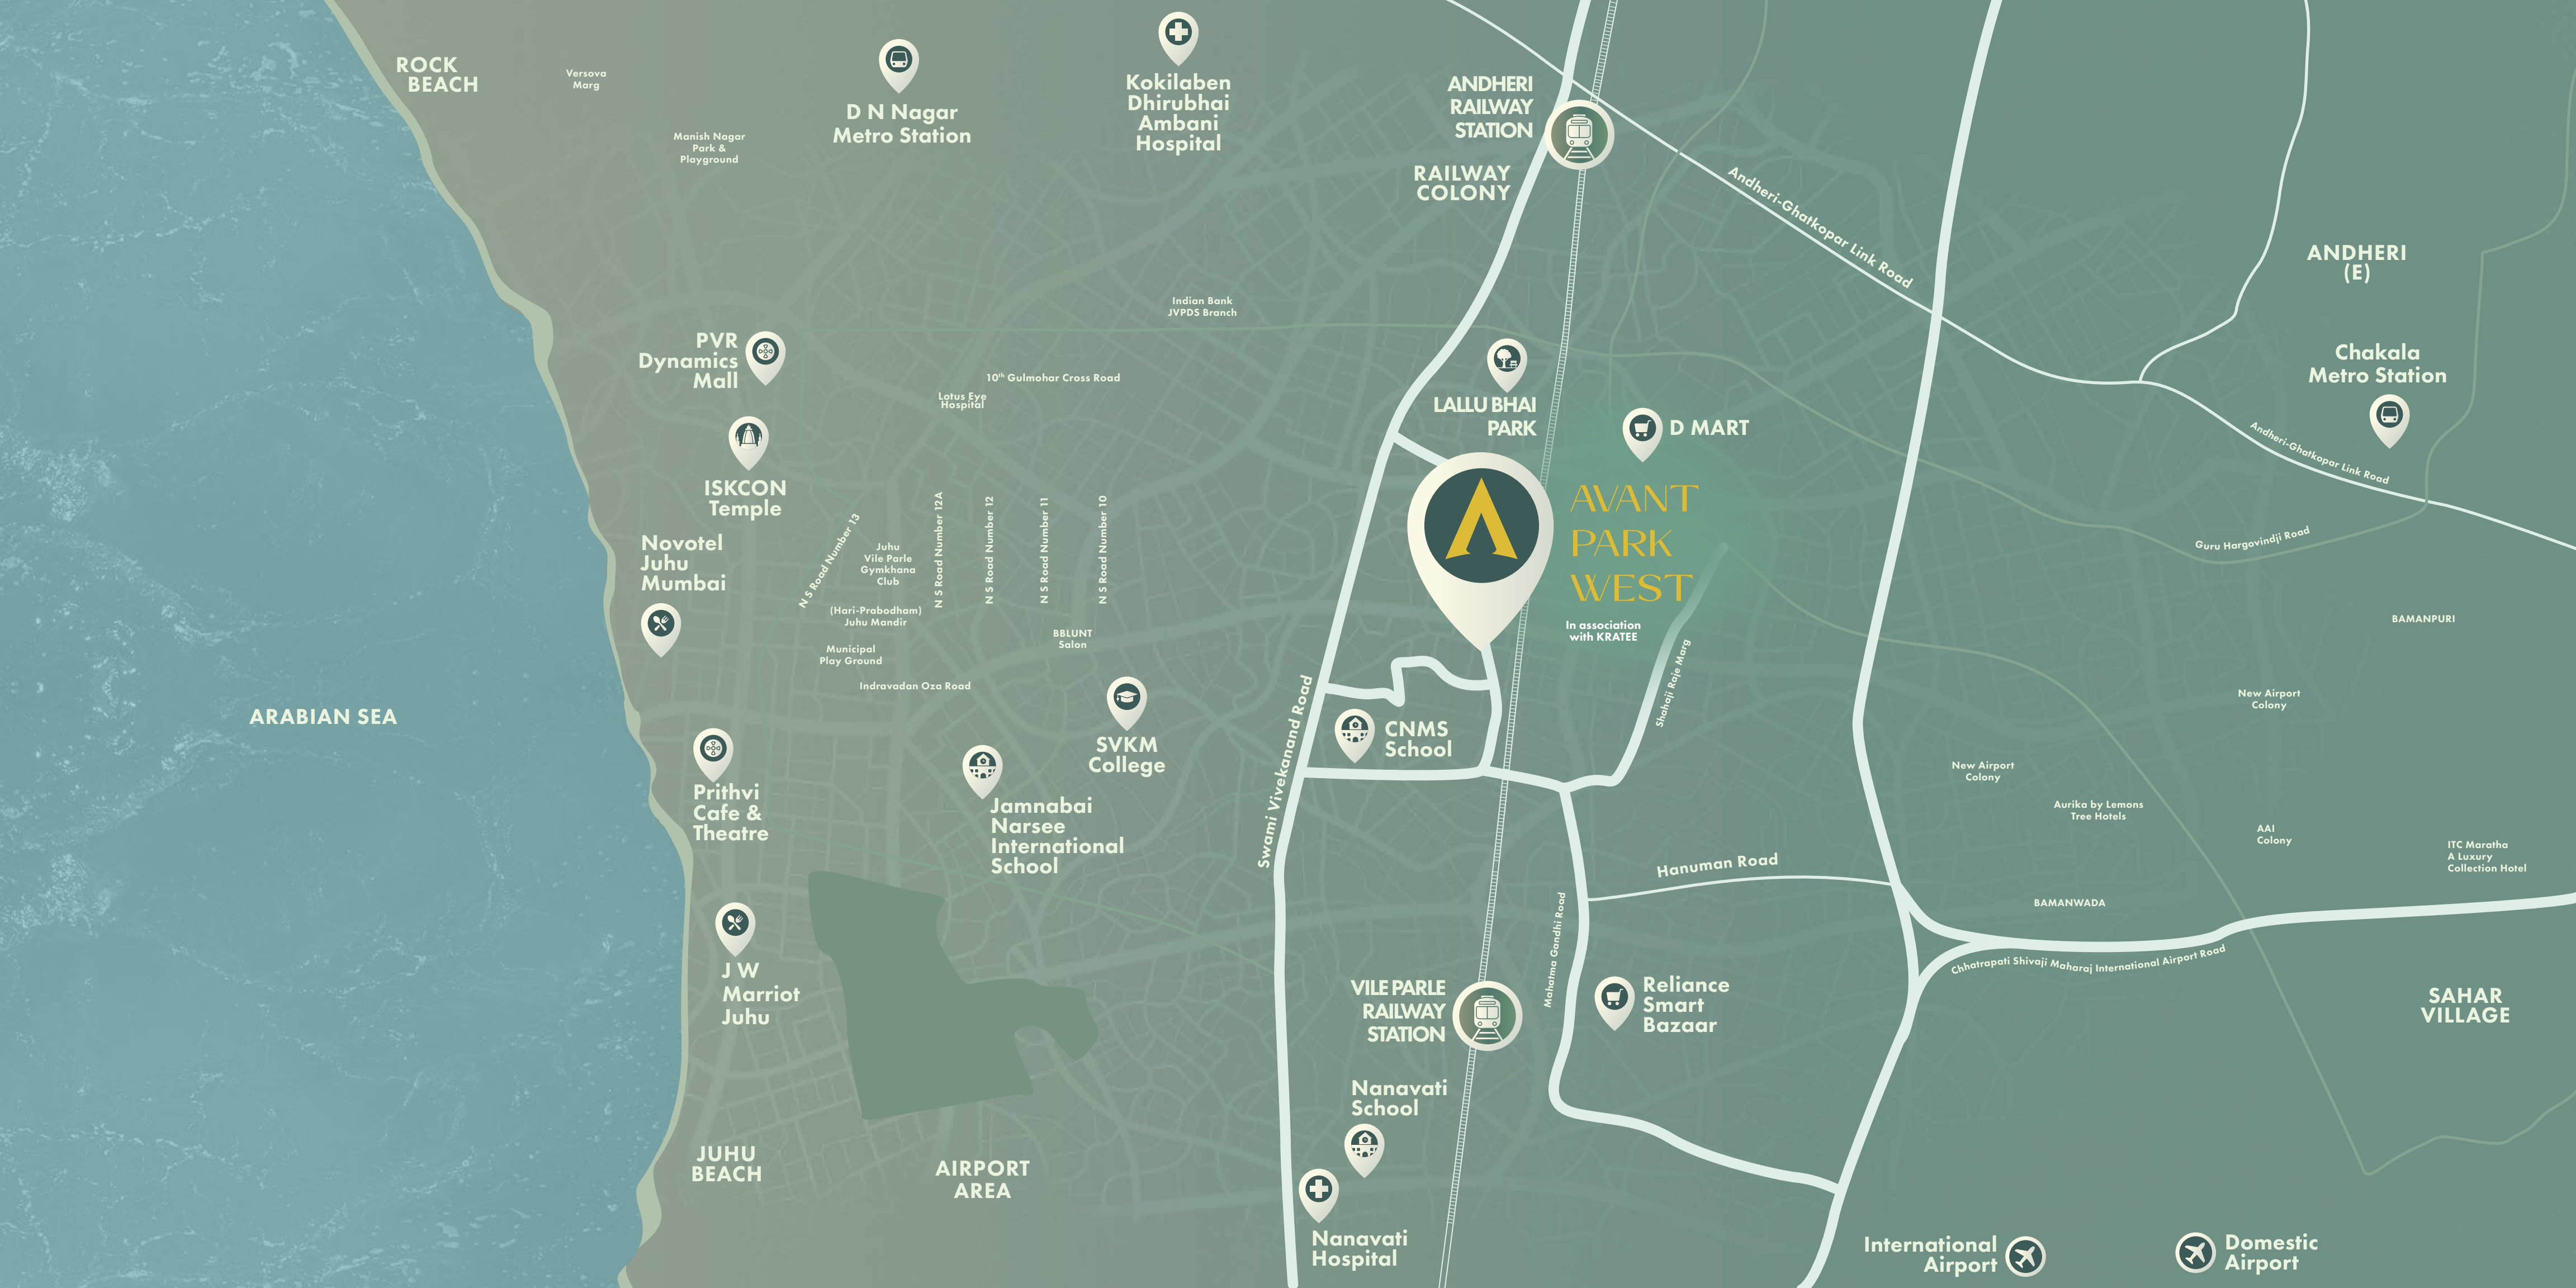 ROCK
BEACH
Versova
Marg
Manish Nagar
Park &
Playground
D N Nagar
Metro Station
Kokilaben
Dhirubhai
Ambani
Hospital
ANDHERI
RAILWAY
STATION
RAILWAY
COLONY
Andheri-Ghatkopar Link Road
ANDHERI
(E)
Chakala
Metro Station
Andheri-Ghatkopar Link Road
Guru Hargovindji Road
Indian Bank
JVPDS Branch
PVR
Dynamics
Mall
10th Gulmohar Cross Road
Lotus Eye
Hospital
LALLU BHAI
PARK
D MART
ISKCON
Temple
Novotel
Juhu
Mumbai
N S Road Number 13
Juhu
Vile Parle
Gymkhana
Club
N S Road Number 12A
N S Road Number 12
N S Road Number 11
N S Road Number 10
(Hari-Prabodham)
Juhu Mandir
Municipal
Play Ground
BBLUNT
Salon
Indravadan Oza Road
AVANT
PARK
WEST
In association
with KRATEE
Shahaji Raje Marg
BAMANPURI
New Airport
Colony
ARABIAN SEA
SVKM
College
Swami Vivekanand Road
CNMS
School
New Airport
Colony
Aurika by Lemons
Tree Hotels
AAI
Colony
ITC Maratha
A Luxury
Collection Hotel
Prithvi
Cafe &
Theatre
Jamnabai
Narsee
International
School
Hanuman Road
BAMANWADA
Chhatrapati Shivaji Maharaj International Airport Road
Mahatma Gandhi Road
J W
Marriot
Juhu
VILE PARLE
RAILWAY
STATION
Reliance
Smart
Bazaar
SAHAR
VILLAGE
Nanavati
School
JUHU
BEACH
AIRPORT
AREA
Nanavati
Hospital
International
Airport
Domestic
Airport